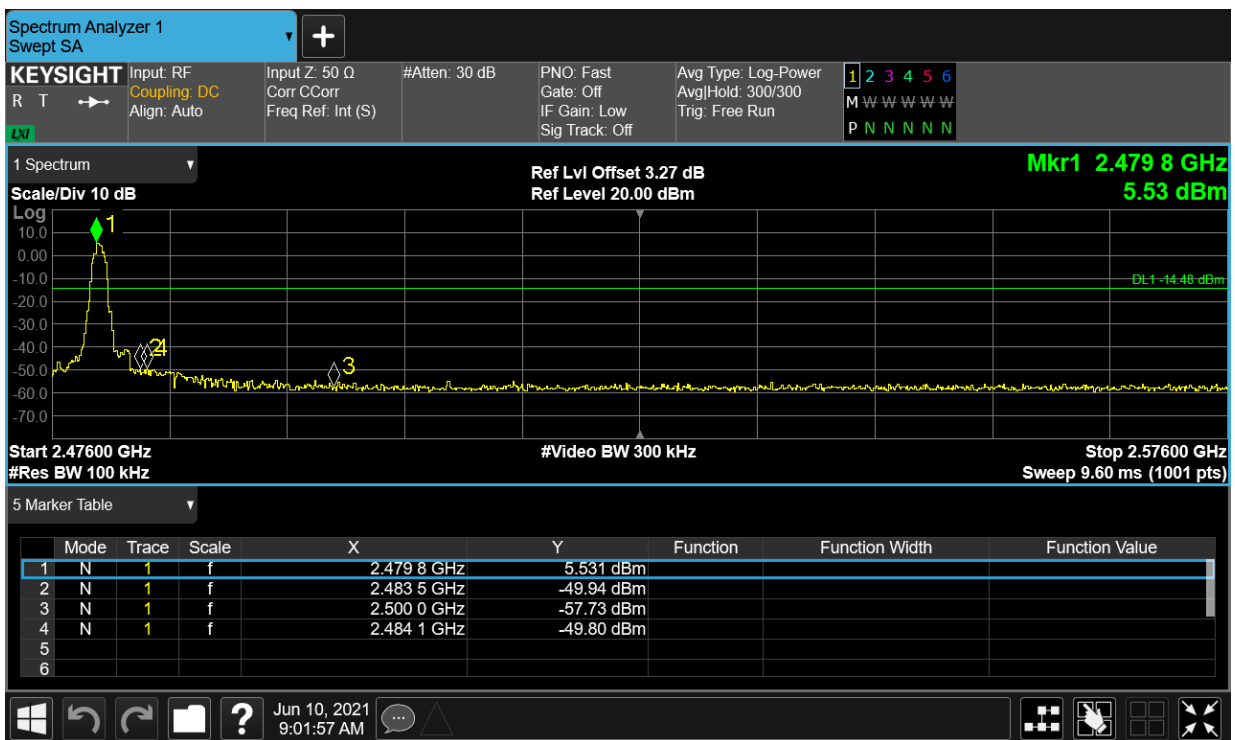 Spectrum Analyzer 1
Swept SA
+
KEYSIGHT Input: RF Input Z: 50 Ω #Atten: 30 dB PNO: Fast Avg Type: Log-Power 1 2 3 4 5 6
R T Coupling: DC Corr CCorr Gate: Off Avg|Hold: 300/300 M W W W W W
Align: Auto Freq Ref: Int (S) IF Gain: Low Trig: Free Run
LXI Sig Track: Off P N N N N N
1 Spectrum Ref Lvl Offset 3.27 dB Mkr1 2.479 8 GHz
Scale/Div 10 dB Ref Level 20.00 dBm 5.53 dBm
Log
1
10.0
0.00
-10.0
DL1 -14.48 dBm
-20.0
-30.0
-40.0
2 4
3
-50.0
-60.0
-70.0
Start 2.47600 GHz #Video BW 300 kHz Stop 2.57600 GHz
#Res BW 100 kHz Sweep 9.60 ms (1001 pts)
5 Marker Table
Mode Trace Scale X Y Function Function Width Function Value
1 N 1 f 2.479 8 GHz 5.531 dBm
2 N 1 f 2.483 5 GHz -49.94 dBm
3 N 1 f 2.500 0 GHz -57.73 dBm
4 N 1 f 2.484 1 GHz -49.80 dBm
5
6
? Jun 10, 2021
9:01:57 AM